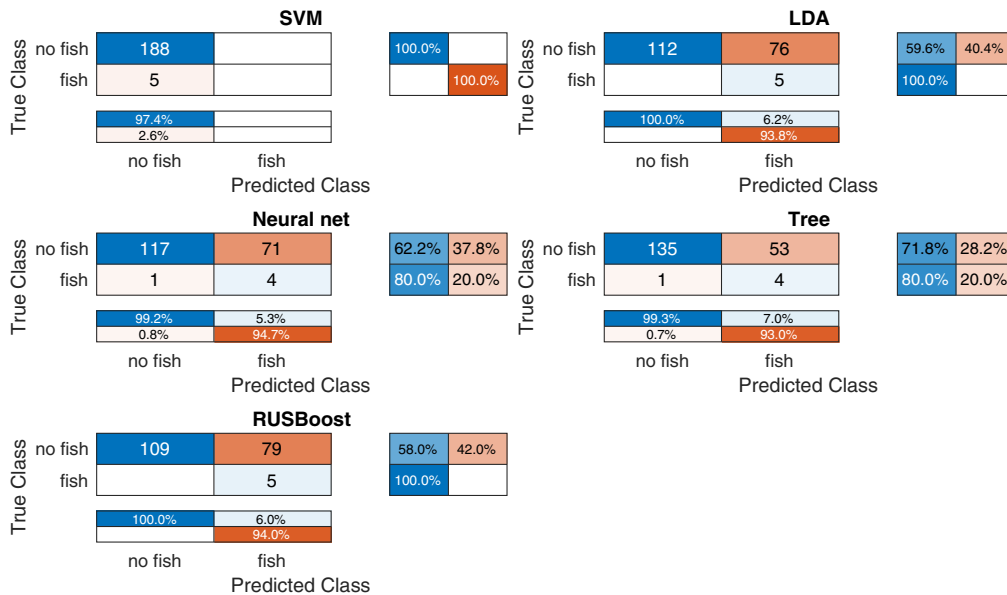 SVM
True Class
no fish 188 100.0%
fish 5 100.0%
97.4%
2.6%
no fish fish
Predicted Class
LDA
True Class
no fish 112 76 59.6% 40.4%
fish 5 100.0%
100.0% 6.2%
93.8%
no fish fish
Predicted Class
Neural net
True Class
no fish 117 71 62.2% 37.8%
fish 1 4 80.0% 20.0%
99.2% 5.3%
0.8% 94.7%
no fish fish
Predicted Class
Tree
True Class
no fish 135 53 71.8% 28.2%
fish 1 4 80.0% 20.0%
99.3% 7.0%
0.7% 93.0%
no fish fish
Predicted Class
RUSBoost
True Class
no fish 109 79 58.0% 42.0%
fish 5 100.0%
100.0% 6.0%
94.0%
no fish fish
Predicted Class